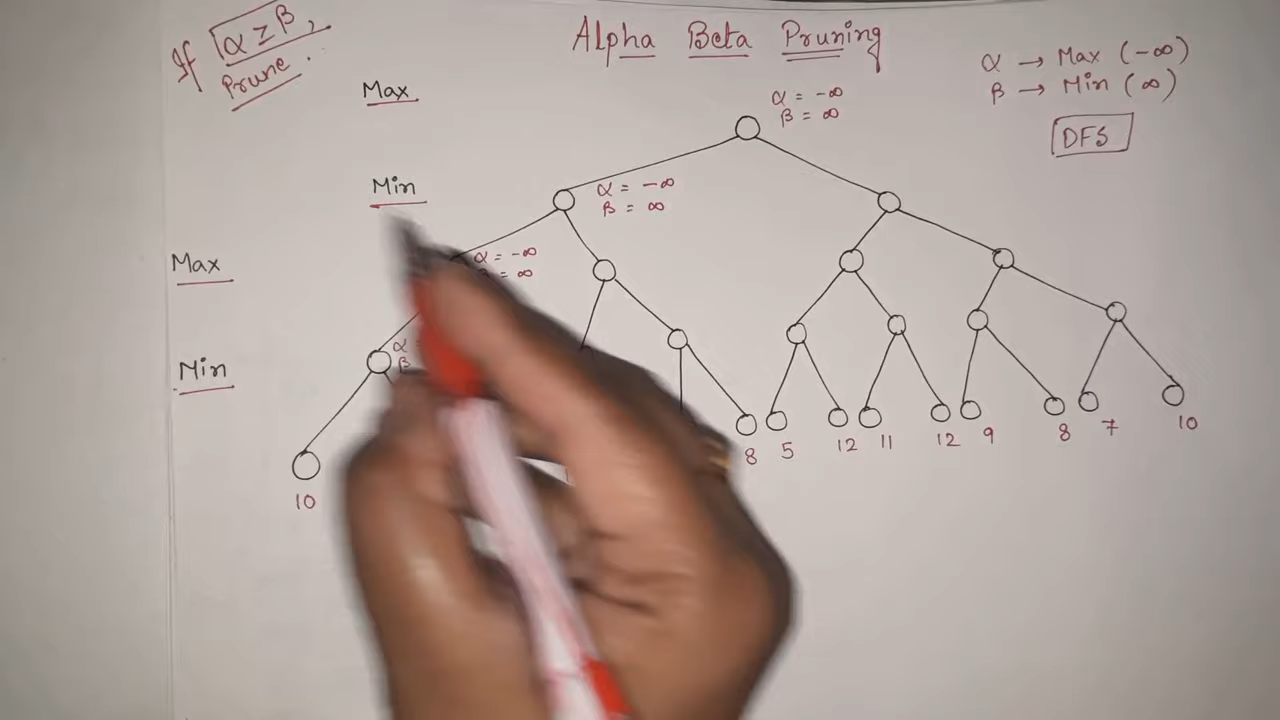 If α ≥ β,
Prune.
Alpha Beta Pruning
α → Max (-∞)
β → Min (∞)
DFS
Max
α = -∞
β = ∞
Min
α = -∞
β = ∞
Max
α = -∞
= ∞
Min
α
β
10
8 5 12 11 12 9 8 7 10